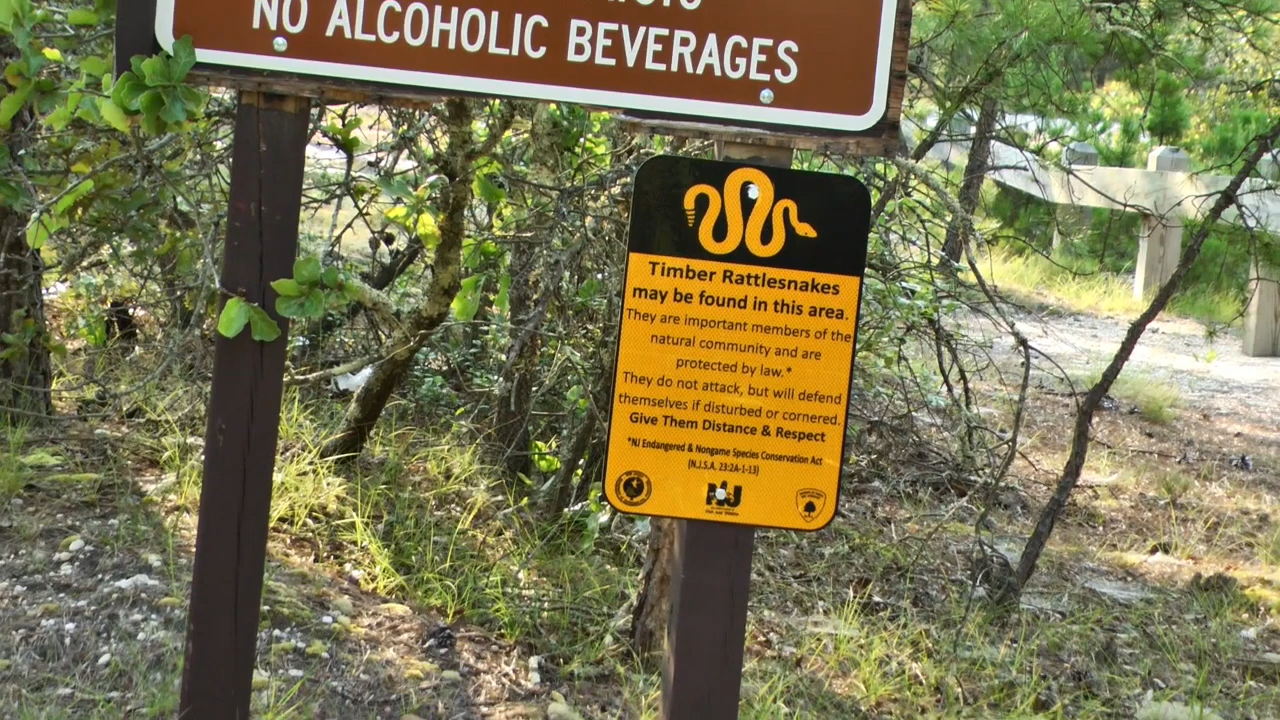 NO ALCOHOLIC BEVERAGES
Timber Rattlesnakes
may be found in this area.
They are important members of the
natural community and are
protected by law.*
They do not attack, but will defend
themselves if disturbed or cornered.
Give Them Distance & Respect
*NJ Endangered & Nongame Species Conservation Act
(N.J.S.A. 23:2A-1-13)